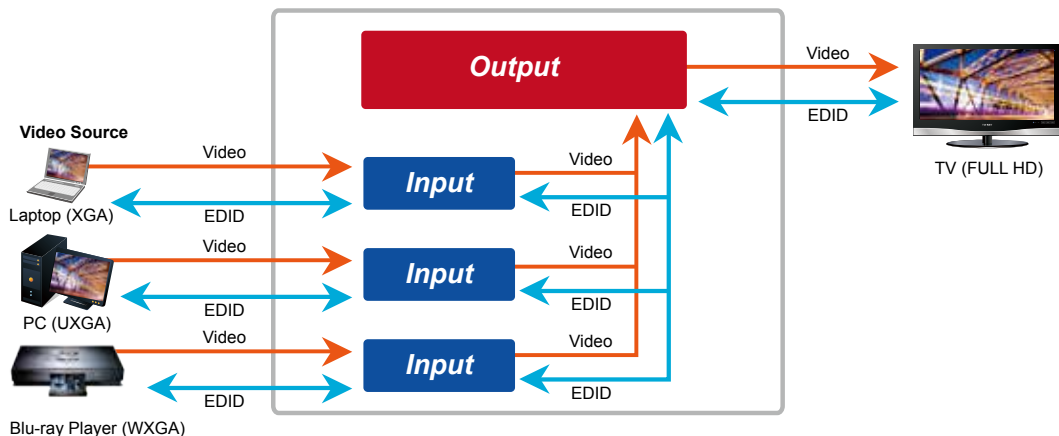 Output
Video
EDID
TV (FULL HD)
Video Source
Video
Input
Video
EDID
EDID
Laptop (XGA)
Video
Input
Video
EDID
EDID
PC (UXGA)
Video
Input
Video
EDID
EDID
Blu-ray Player (WXGA)